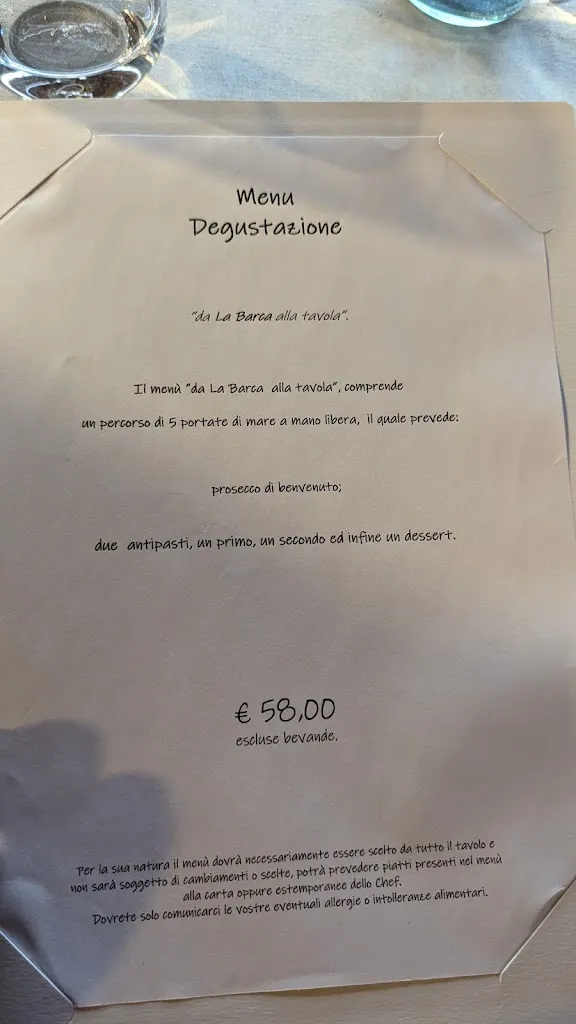 Menu
Degustazione
"da La Barca alla tavola".
Il menù "da La Barca alla tavola", comprende
un percorso di 5 portate di mare a mano libera, il quale prevede:
prosecco di benvenuto;
due antipasti, un primo, un secondo ed infine un dessert.
€ 58,00
escluse bevande.
Per la sua natura il menù dovrà necessariamente essere scelto da tutto il tavolo e
non sarà soggetto di cambiamenti o scelte, potrà prevedere piatti presenti nel menù
alla carta oppure estemporanee dello Chef.
Dovrete solo comunicarci le vostre eventuali allergie o intolleranze alimentari.